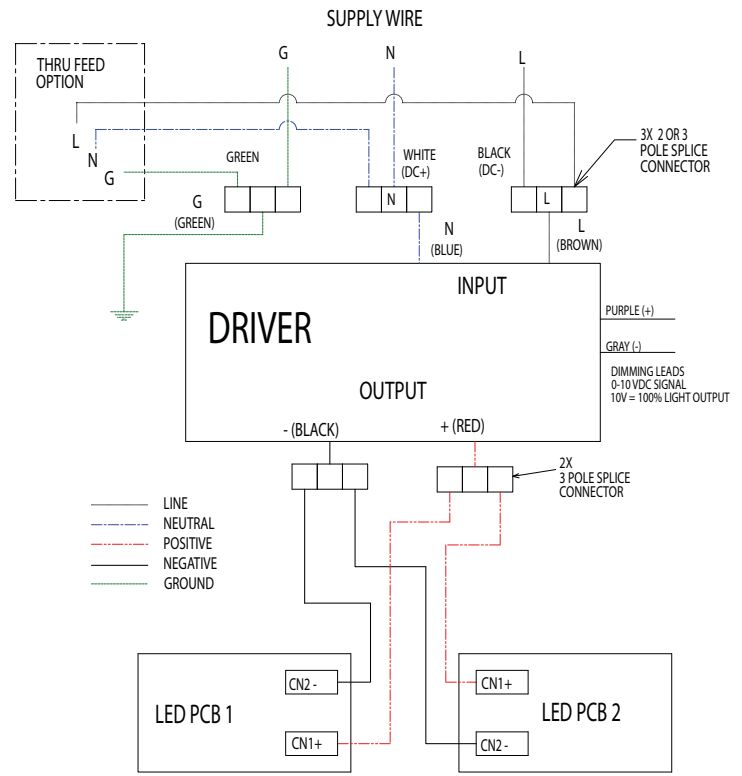 SUPPLY WIRE
THRU FEED
OPTION
G
N
L
L
N
G
GREEN
WHITE
(DC+)
BLACK
(DC-)
3X 2 OR 3
POLE SPLICE
CONNECTOR
N
L
G
(GREEN)
N
(BLUE)
L
(BROWN)
INPUT
DRIVER
PURPLE (+)
GRAY (-)
DIMMING LEADS
0-10 VDC SIGNAL
10V = 100% LIGHT OUTPUT
OUTPUT
- (BLACK)
+ (RED)
2X
3 POLE SPLICE
CONNECTOR
LINE
NEUTRAL
POSITIVE
NEGATIVE
GROUND
CN2 -
LED PCB 1
CN1+
CN1+
LED PCB 2
CN2 -